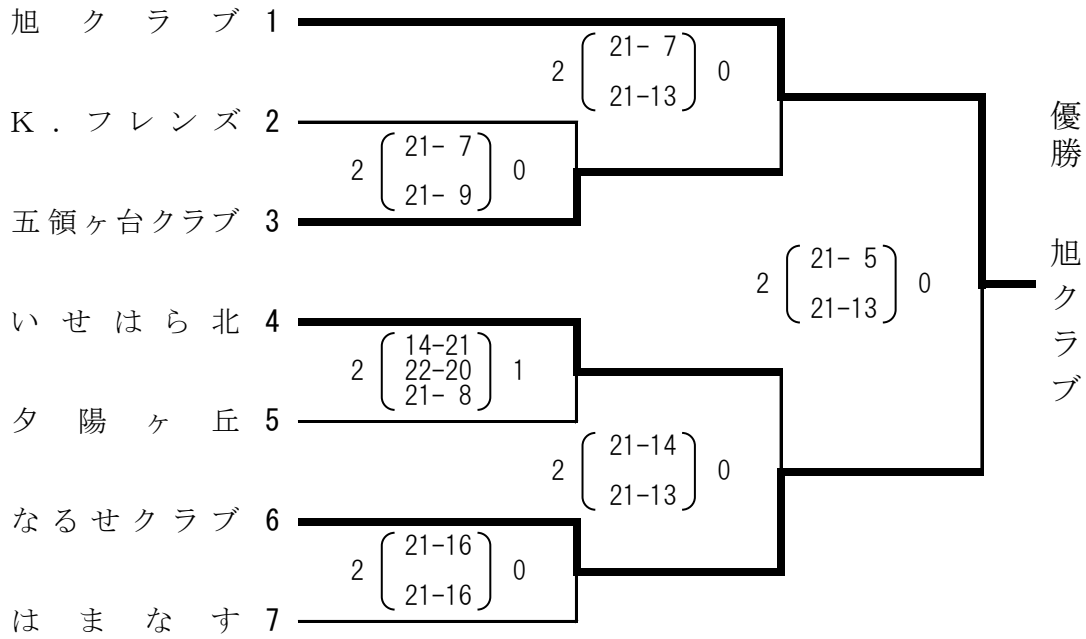 旭クラブ 1
2 21- 7 0
21-13
K.フレンズ 2
2 21- 7 0
21- 9
五領ヶ台クラブ 3
2 21- 5 0
21-13
いせはら北 4
14-21
2 22-20 1
21- 8
夕陽ヶ丘 5
2 21-14 0
21-13
なるせクラブ 6
2 21-16 0
21-16
はまなす 7
優勝 旭クラブ